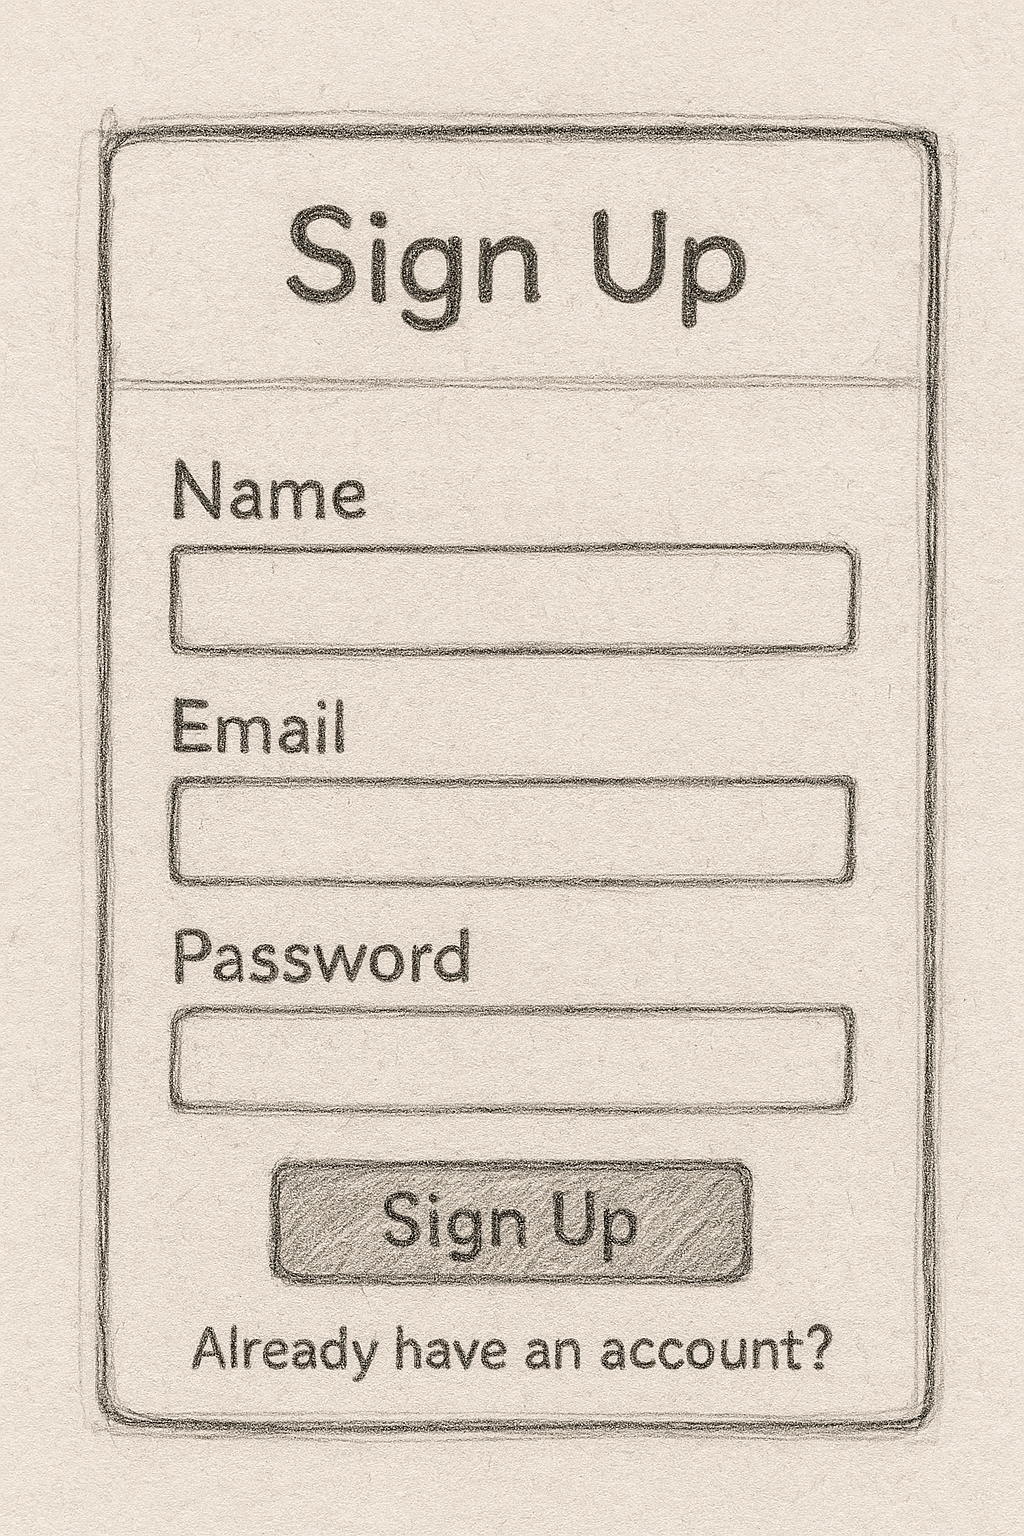 Sign Up
Name
Email
Password
Sign Up
Already have an account?